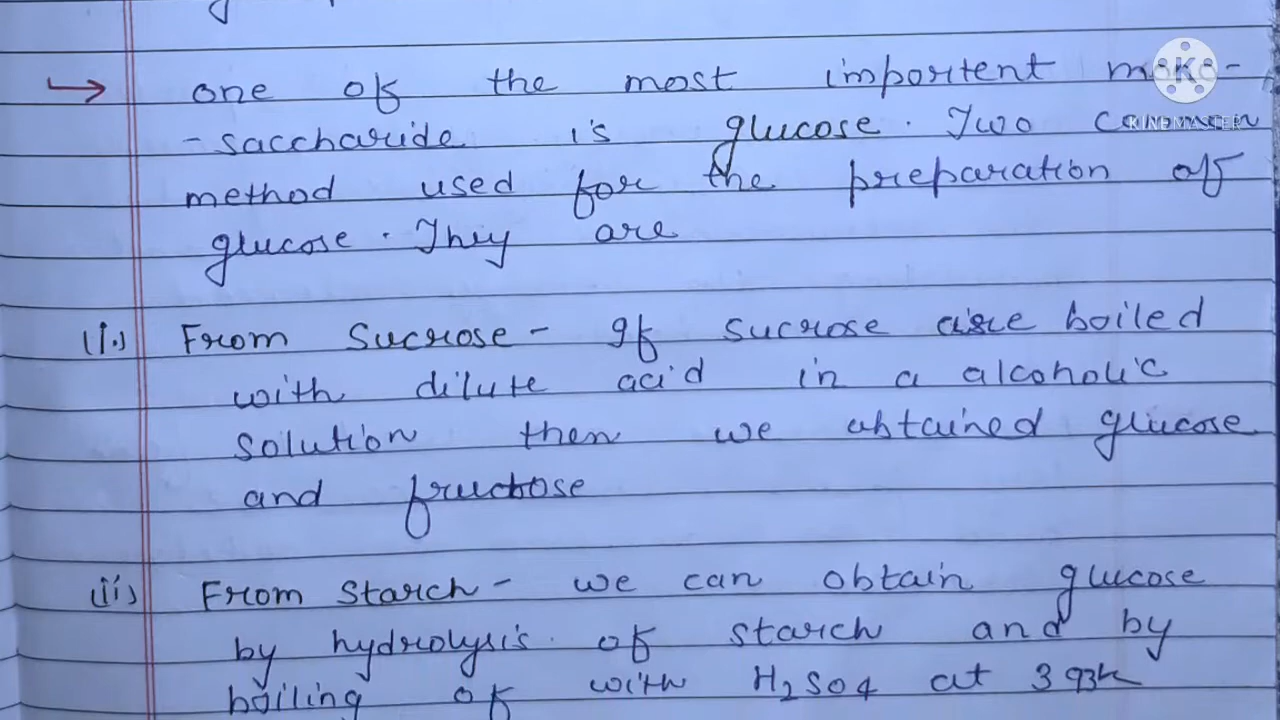 → one of the most importent mono-
-saccharide is glucose. Two common
method used for the preparation of
glucose. They are
(i.) From Sucrose - If sucrose are boiled
with dilute acid in a alcoholic
solution then we obtained glucose
and fructose
(ii) From starch - we can obtain glucose
by hydrolysis of starch and by
boiling of with H2SO4 at 393K
K
KINEMASTER